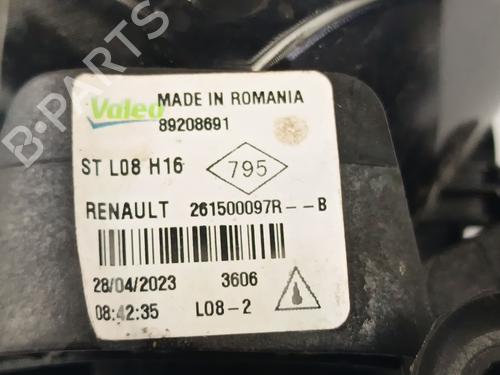 Valeo MADE IN ROMANIA
89208691
ST L08 H16 795
RENAULT 261500097R--B
28/04/2023 3606
08:42:35 L08-2
B-PARTS